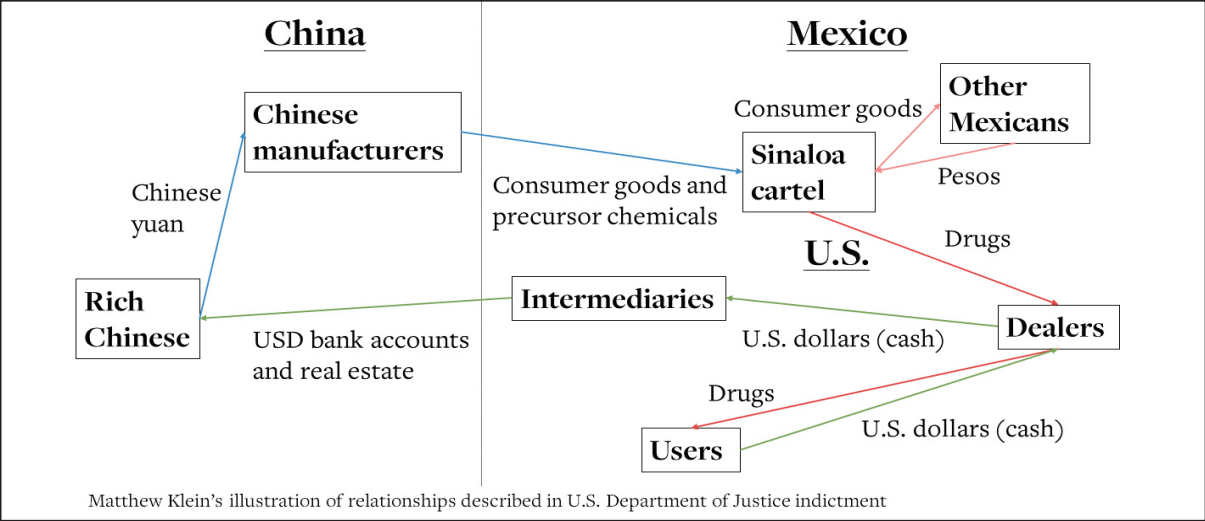 China
Mexico
Chinese
manufacturers
Other
Mexicans
Consumer goods
Sinaloa
cartel
Pesos
Chinese
yuan
Consumer goods and
precursor chemicals
Drugs
U.S.
Rich
Chinese
Intermediaries
Dealers
USD bank accounts
and real estate
U.S. dollars (cash)
Drugs
U.S. dollars (cash)
Users
Matthew Klein’s illustration of relationships described in U.S. Department of Justice indictment